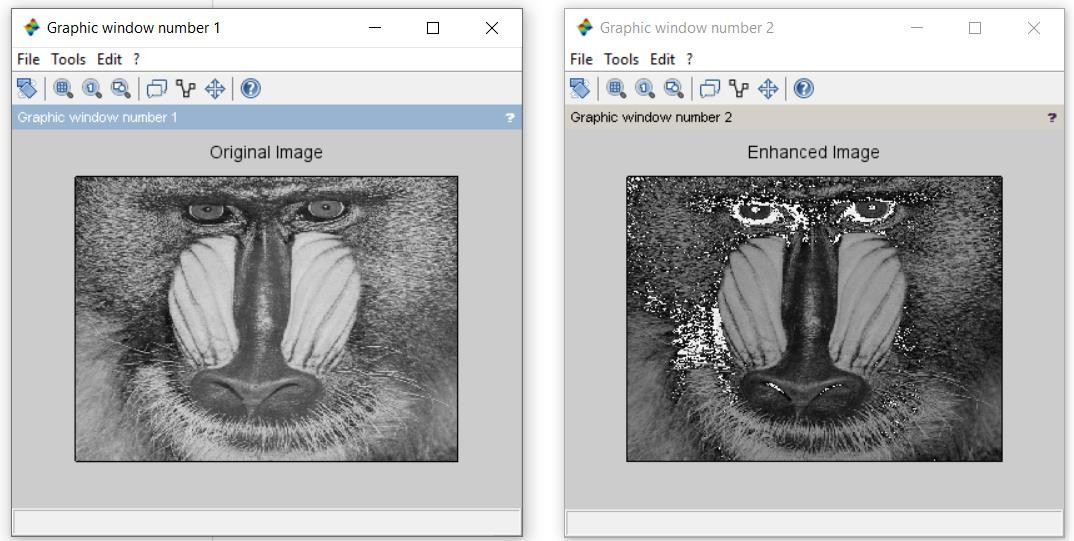 Graphic window number 1
File Tools Edit ?
Graphic window number 1 ?
Original Image
Graphic window number 2
File Tools Edit ?
Graphic window number 2 ?
Enhanced Image